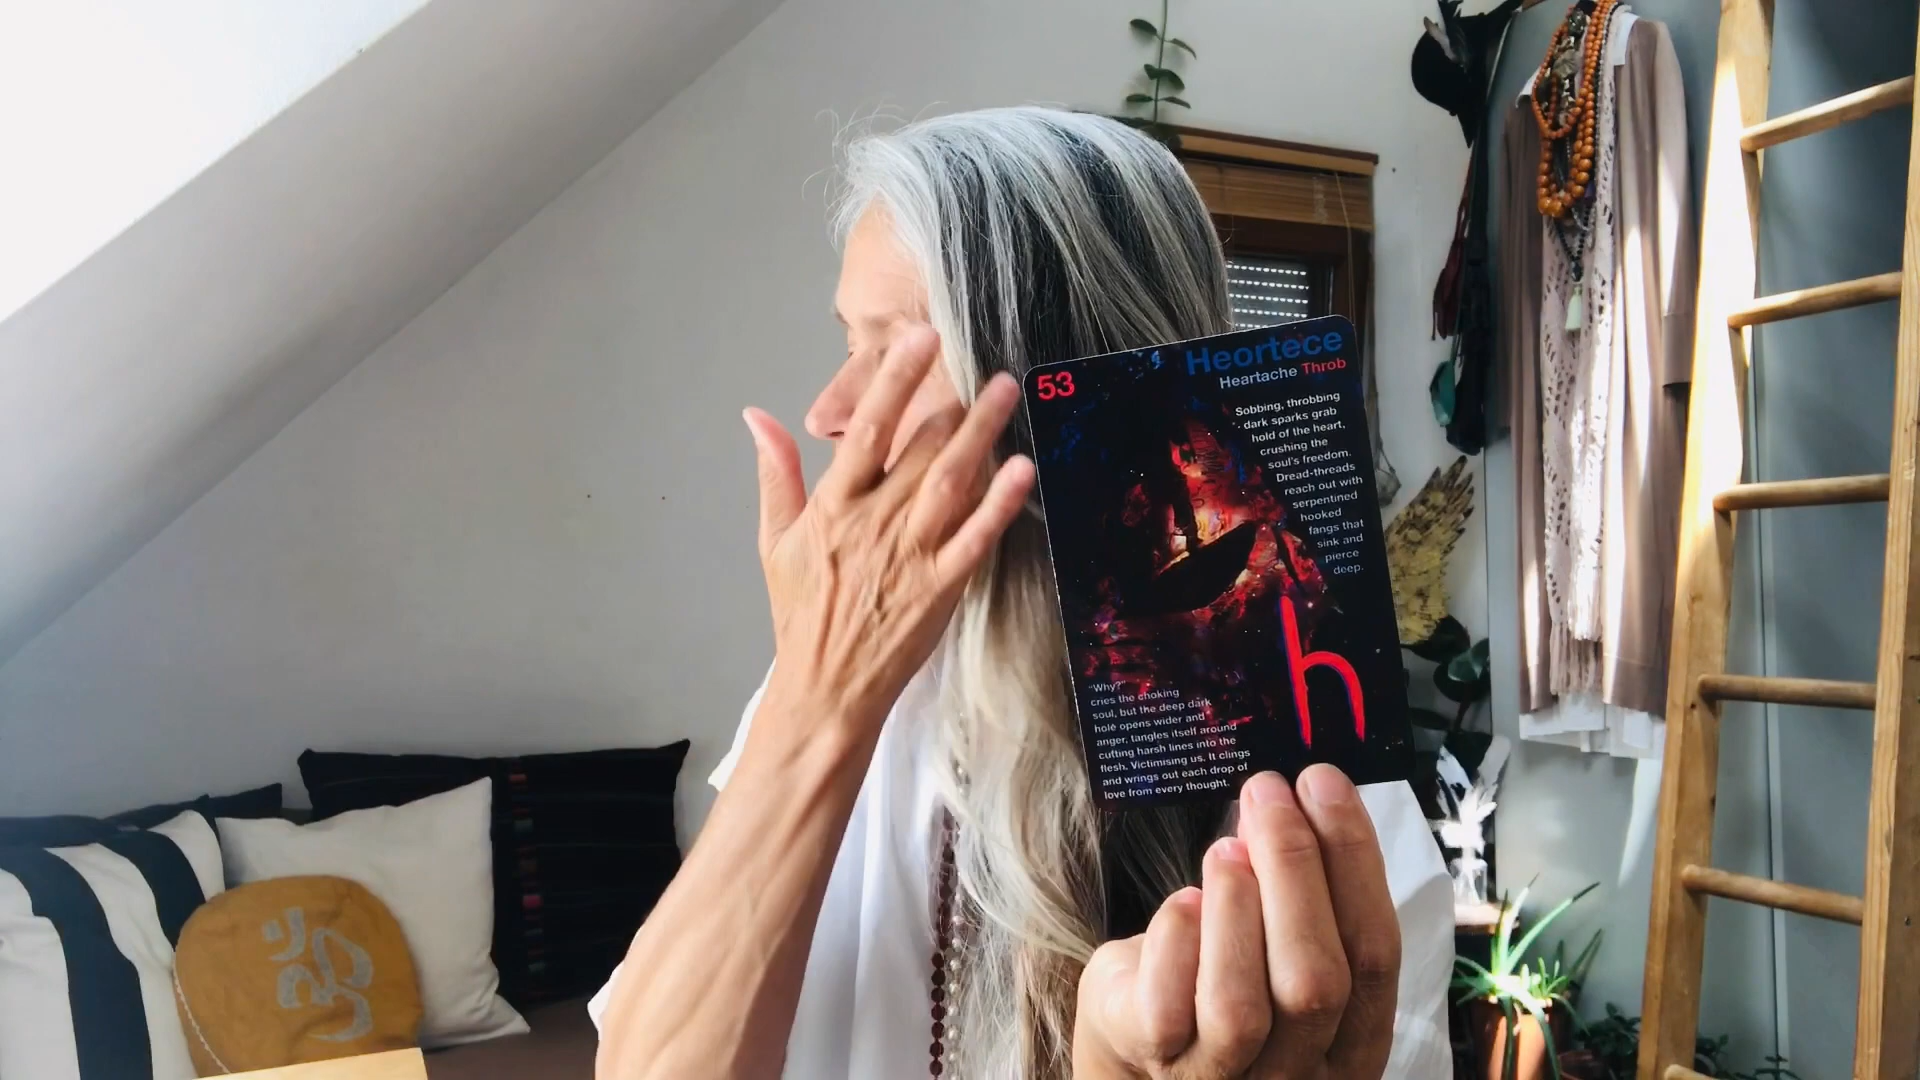 53
Heortece
Heartache Throb
Sobbing, throbbing
dark sparks grab
hold of the heart,
crushing the
soul's freedom.
Dread-threads
reach out with
serpentined
hooked
fangs that
sink and
pierce
deep.
h
"Why?"
cries the choking
soul, but the deep dark
hole opens wider and
anger, tangles itself around
cutting harsh lines into the
flesh. Victimising us. It clings
and wrings out each drop of
love from every thought.
ॐ